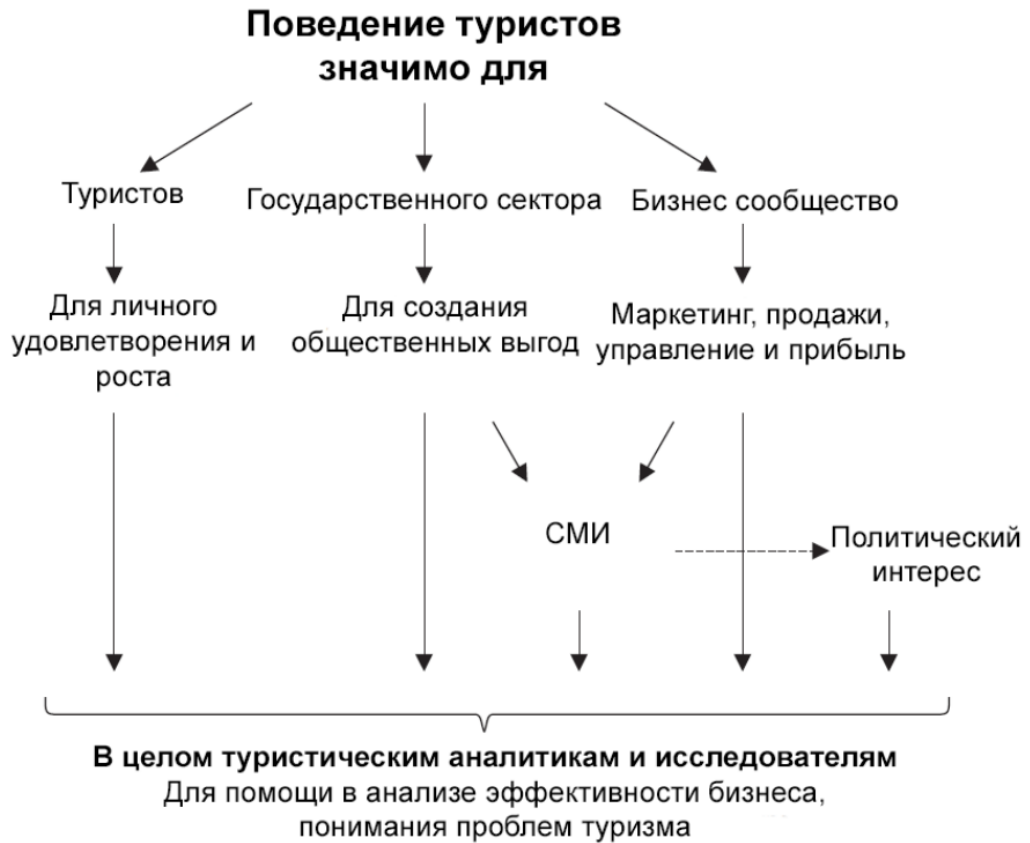 Поведение туристов
значимо для
Туристов
Государственного сектора
Бизнес сообщество
Для личного
удовлетворения и
роста
Для создания
общественных выгод
Маркетинг, продажи,
управление и прибыль
СМИ
Политический
интерес
В целом туристическим аналитикам и исследователям
Для помощи в анализе эффективности бизнеса,
понимания проблем туризма